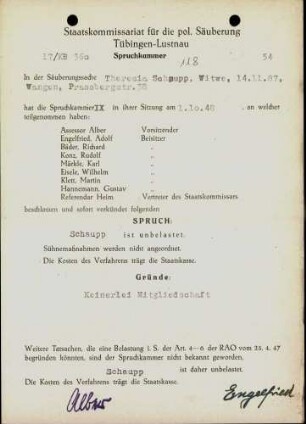 Staatskommissariat für die pol. Säuberung
Tübingen-Lustnau
Spruchkammer
17/KB 56a 118 54
In der Säuberungssache Theresia Schaupp, Witwe, 14.11.87,
Wangen, Prassbergstr.
hat die Spruchkammer II in ihrer Sitzung am 1.10.48 , an welcher
teilgenommen haben:
Assessor Alber Vorsitzender
Engelfried, Adolf Beisitzer
Bäder, Richard „
Konz, Rudolf „
Märkle, Karl „
Eisele, Wilhelm „
Klett, Martin „
Hannemann, Gustav „
Referendar Heim Vertreter des Staatskommissars
beschlossen und sofort verkündet folgenden
SPRUCH:
Schaupp ist unbelastet.
Sühnemaßnahmen werden nicht angeordnet.
Die Kosten des Verfahrens trägt die Staatskasse.
Gründe:
Keinerlei Mitgliedschaft
Weitere Tatsachen, die eine Belastung i. S. der Art. 4–6 der RAO vom 25. 4. 47
begründen könnten, sind der Spruchkammer nicht bekannt geworden.
Schaupp ist daher unbelastet.
Die Kosten des Verfahrens trägt die Staatskasse.
Alber Engelfried